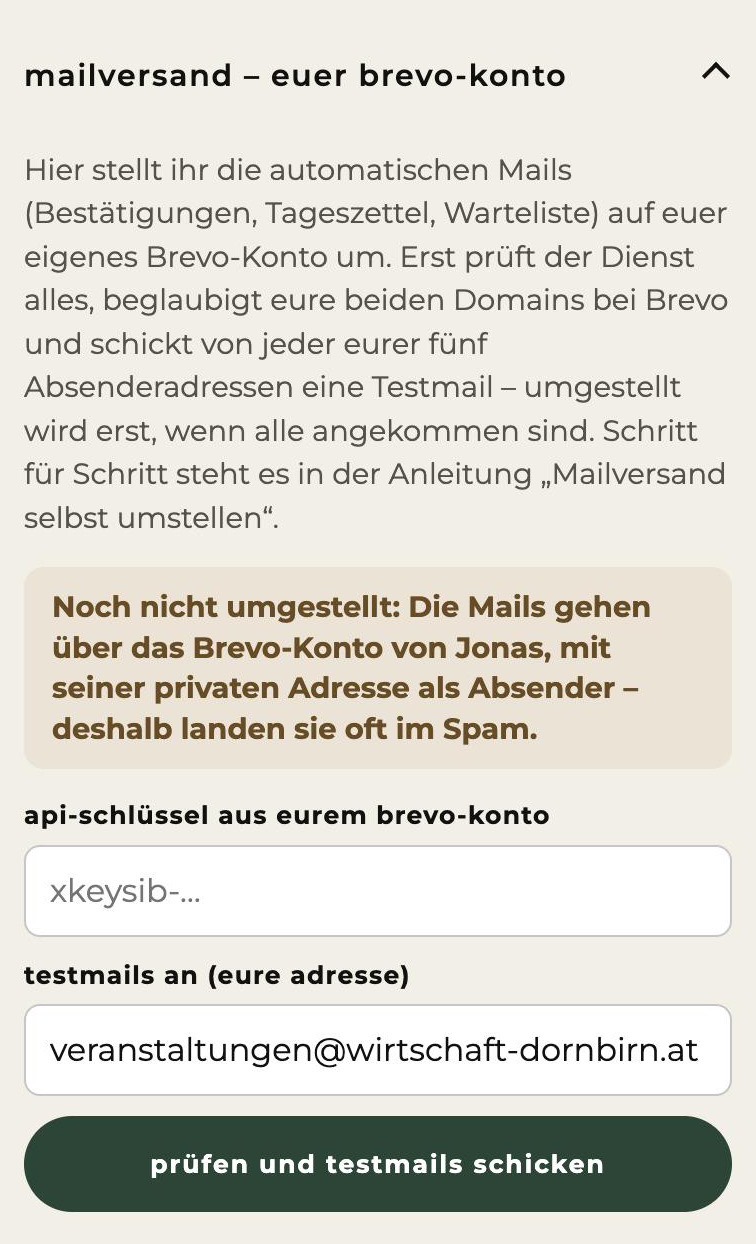 mailversand – euer brevo-konto
Hier stellt ihr die automatischen Mails
(Bestätigungen, Tageszettel, Warteliste) auf euer
eigenes Brevo-Konto um. Erst prüft der Dienst
alles, beglaubigt eure beiden Domains bei Brevo
und schickt von jeder eurer fünf
Absenderadressen eine Testmail – umgestellt
wird erst, wenn alle angekommen sind. Schritt
für Schritt steht es in der Anleitung „Mailversand
selbst umstellen“.
Noch nicht umgestellt: Die Mails gehen
über das Brevo-Konto von Jonas, mit
seiner privaten Adresse als Absender –
deshalb landen sie oft im Spam.
api-schlüssel aus eurem brevo-konto
xkeysib-...
testmails an (eure adresse)
veranstaltungen@wirtschaft-dornbirn.at
prüfen und testmails schicken